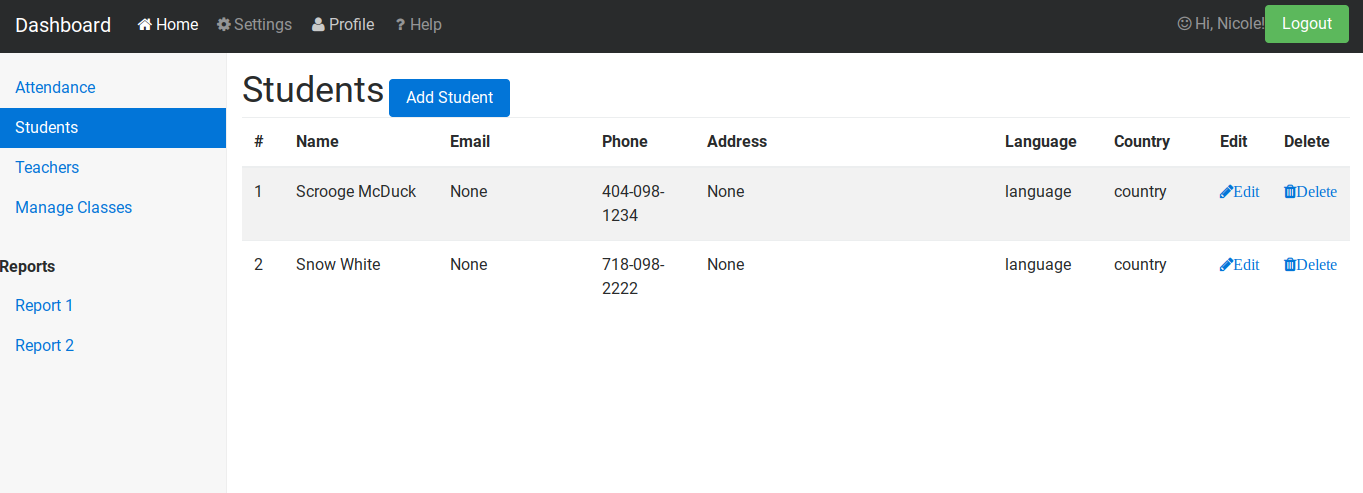 Dashboard Home Settings Profile Help Hi, Nicole! Logout
Attendance
Students
Teachers
Manage Classes
Reports
Report 1
Report 2
Students Add Student
# Name Email Phone Address Language Country Edit Delete
1 Scrooge McDuck None 404-098- None language country Edit Delete
1234
2 Snow White None 718-098- None language country Edit Delete
2222